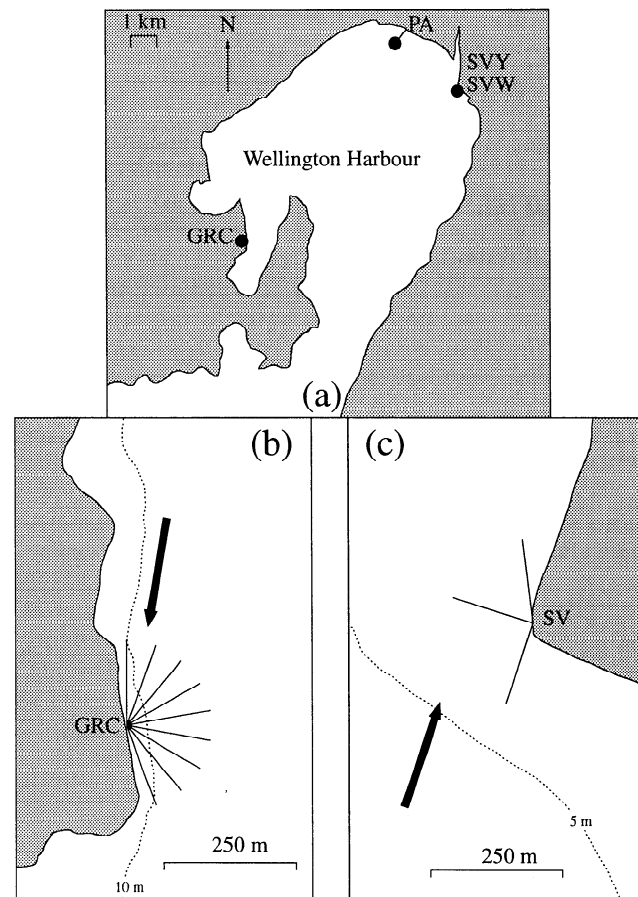 1 km
N
PA
SVY
SVW
Wellington Harbour
GRC
(a)
(b)
(c)
SV
GRC
5 m
250 m
250 m
10 m